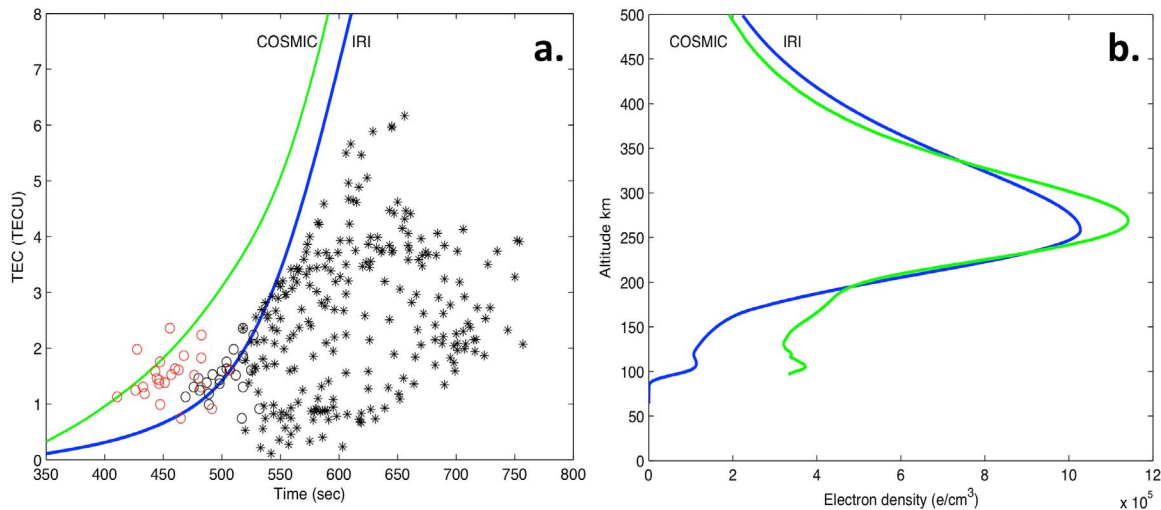 a.
COSMIC IRI
8
7
6
5
4
3
2
1
0
TEC (TECU)
350 400 450 500 550 600 650 700 750 800
Time (sec)
b.
COSMIC IRI
500
450
400
350
300
250
200
150
100
50
0
Altitude km
0 2 4 6 8 10 12
Electron density (e/cm³)
x 10⁵